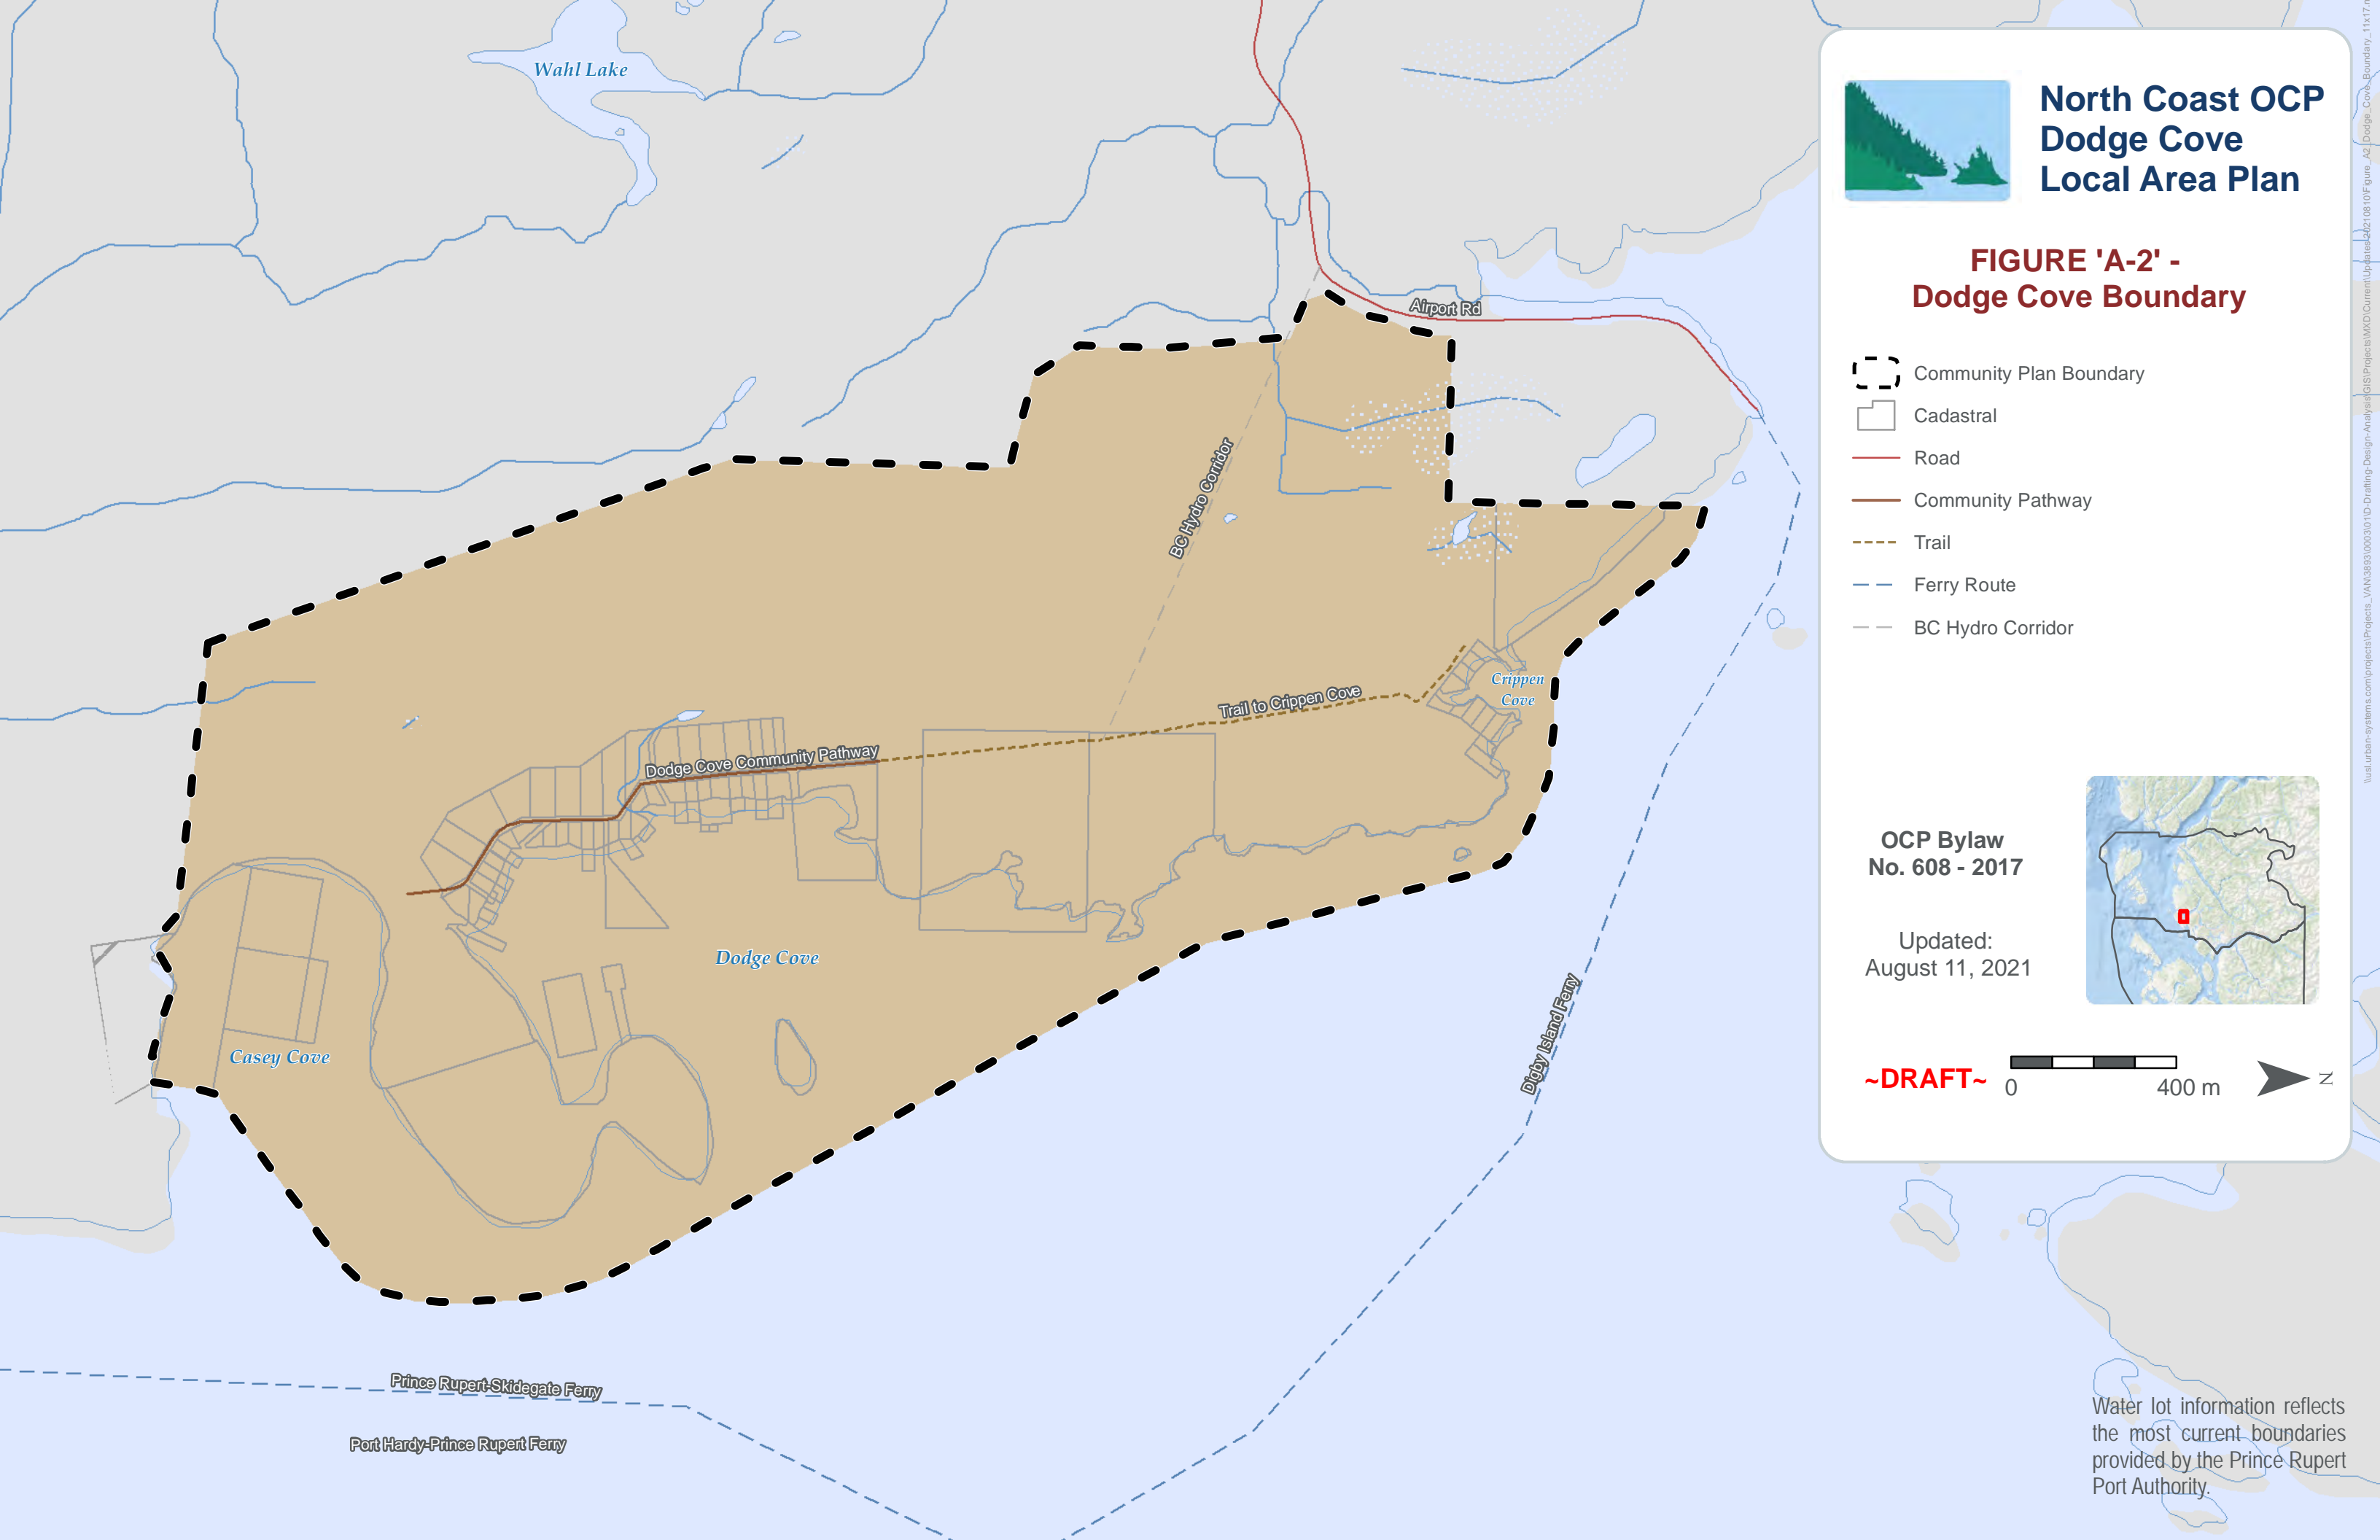 Wahl Lake
Airport Rd
BC Hydro Corridor
Trail to Crippen Cove
Crippen
Cove
Dodge Cove Community Pathway
Dodge Cove
Casey Cove
Digby Island Ferry
Prince Rupert-Skidegate Ferry
Port Hardy-Prince Rupert Ferry
North Coast OCP
Dodge Cove
Local Area Plan
FIGURE 'A-2' -
Dodge Cove Boundary
Community Plan Boundary
Cadastral
Road
Community Pathway
Trail
Ferry Route
BC Hydro Corridor
OCP Bylaw
No. 608 - 2017
Updated:
August 11, 2021
~DRAFT~
0
400 m
N
Water lot information reflects
the most current boundaries
provided by the Prince Rupert
Port Authority.